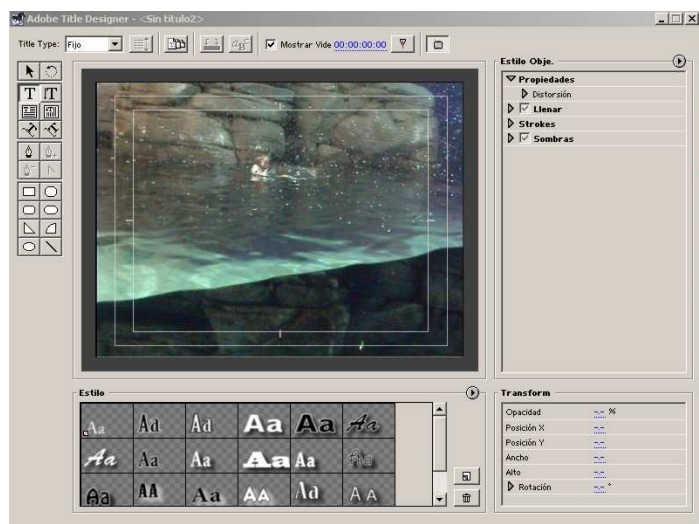 Adobe Title Designer - <Sin título2>
Title Type: Fijo
Mostrar Vide 00:00:00:00
Estilo Obje.
Propiedades
Distorsión
Llenar
Strokes
Sombras
T T
Estilo
Aa Ad Ad Aa Aa Aa
Aa Aa Aa Aa Aa Aa
Aa AA Aa AA Ad AA
Transform
Opacidad -.- %
Posición X -.-
Posición Y -.-
Ancho -.-
Alto -.-
Rotación -.- °